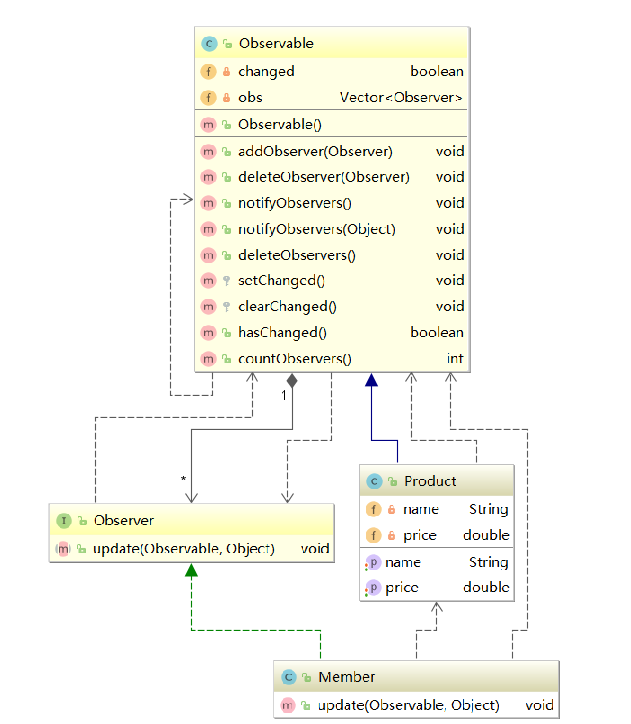 Observable
changed boolean
obs Vector<Observer>
Observable()
addObserver(Observer) void
deleteObserver(Observer) void
notifyObservers() void
notifyObservers(Object) void
deleteObservers() void
setChanged() void
clearChanged() void
hasChanged() boolean
countObservers() int
1
*
Product
name String
price double
name String
price double
Observer
update(Observable, Object) void
Member
update(Observable, Object) void